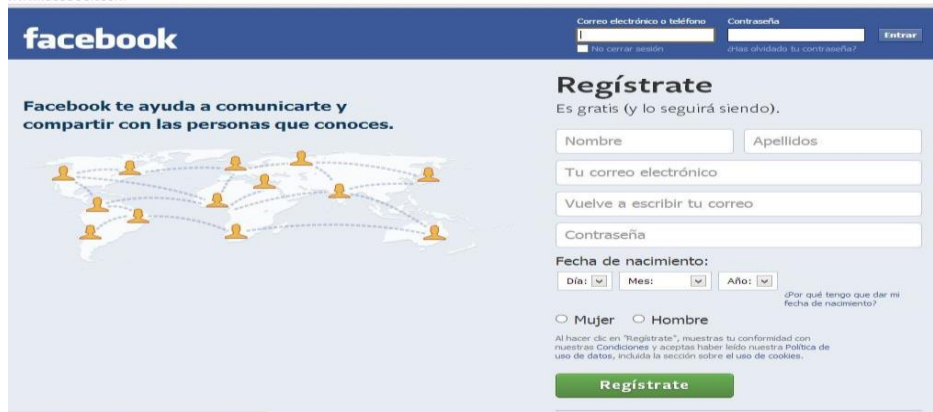 facebook
Correo electrónico o teléfono
Contraseña
Entrar
No cerrar sesión
¿Has olvidado tu contraseña?
Facebook te ayuda a comunicarte y
compartir con las personas que conoces.
Regístrate
Es gratis (y lo seguirá siendo).
Nombre
Apellidos
Tu correo electrónico
Vuelve a escribir tu correo
Contraseña
Fecha de nacimiento:
Día:
Mes:
Año:
¿Por qué tengo que dar mi
fecha de nacimiento?
Mujer
Hombre
Al hacer clic en "Regístrate", muestras tu conformidad con
nuestras Condiciones y aceptas haber leído nuestra Política de
uso de datos, incluida la sección sobre el uso de cookies.
Regístrate